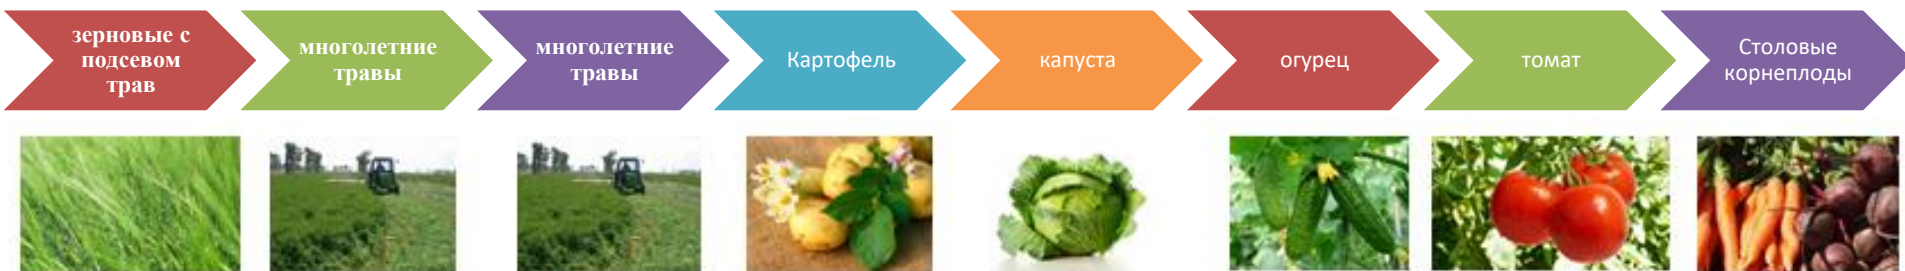 зерновые с
подсевом
трав
многолетние
травы
многолетние
травы
Картофель
капуста
огурец
томат
Столовые
корнеплоды